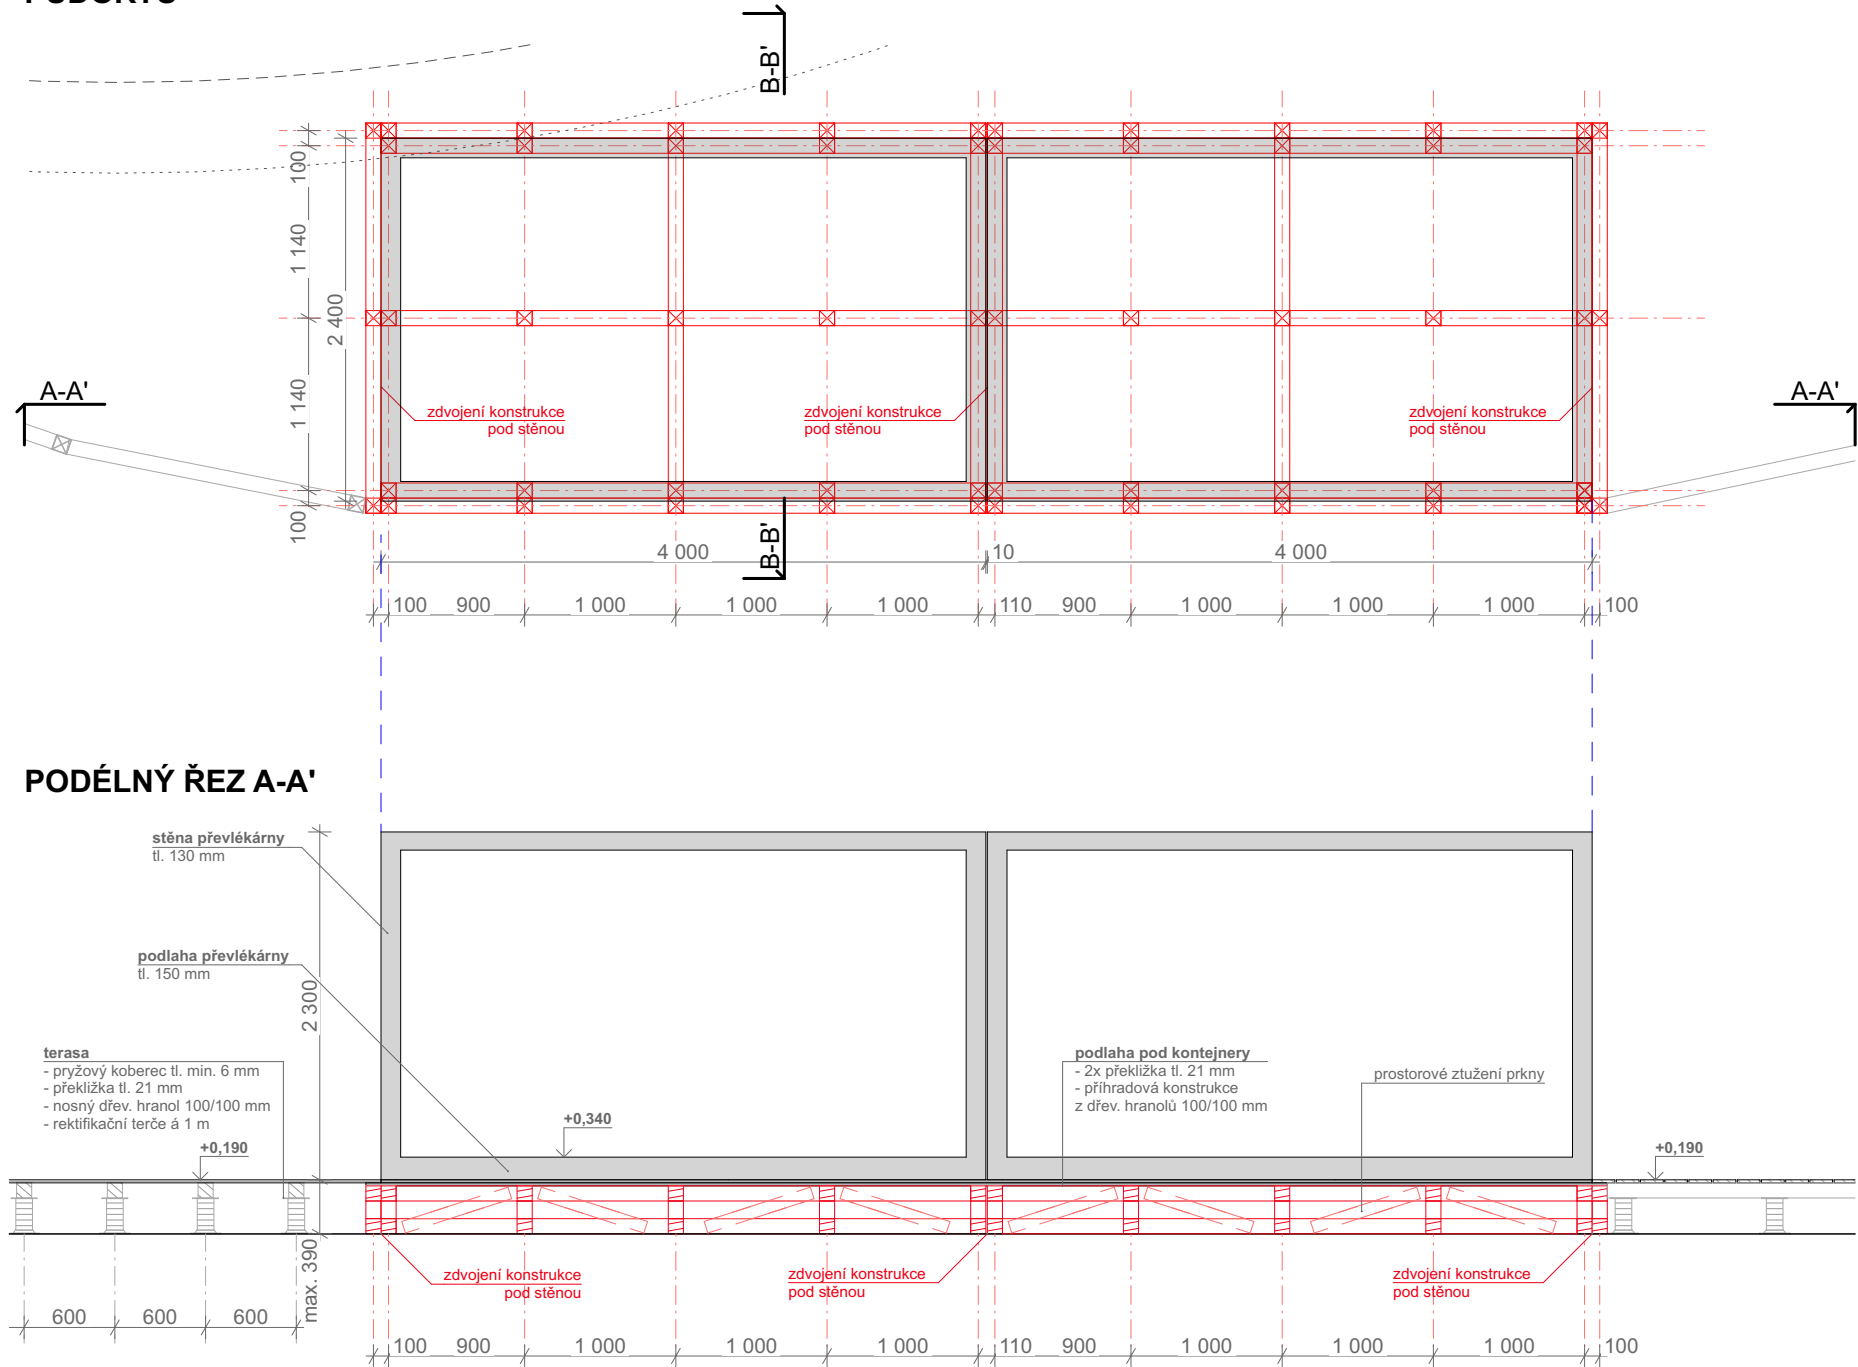 PŮDORYS
B-B'
100
1 140
2 400
1 140
100
A-A'
A-A'
zdvojení konstrukce
pod stěnou
zdvojení konstrukce
pod stěnou
zdvojení konstrukce
pod stěnou
B-B'
4 000
10
4 000
100 900 1 000 1 000 1 000 110 900 1 000 1 000 1 000 100
PODÉLNÝ ŘEZ A-A'
stěna převlékárny
tl. 130 mm
podlaha převlékárny
tl. 150 mm
2 300
terasa
- pryžový koberec tl. min. 6 mm
- překližka tl. 21 mm
- nosný dřev. hranol 100/100 mm
- rektifikační terče á 1 m
+0,190
+0,340
podlaha pod kontejnery
- 2x překližka tl. 21 mm
- příhradová konstrukce
z dřev. hranolů 100/100 mm
prostorové ztužení prkny
+0,190
max. 390
zdvojení konstrukce
pod stěnou
zdvojení konstrukce
pod stěnou
zdvojení konstrukce
pod stěnou
600 600 600
100 900 1 000 1 000 1 000 110 900 1 000 1 000 1 000 100